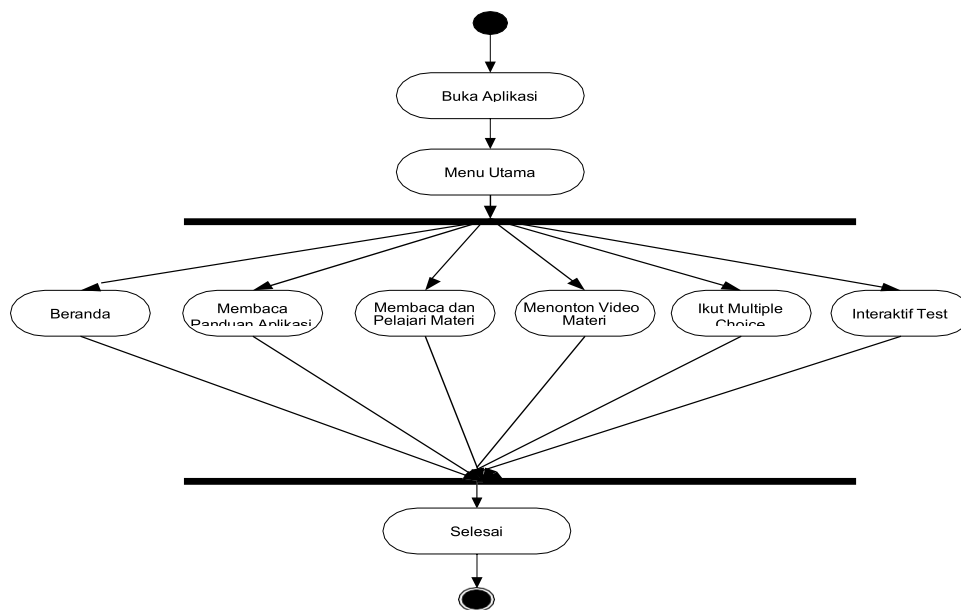 Buka Aplikasi
Menu Utama
Beranda
Membaca
Panduan Aplikasi
Membaca dan
Pelajari Materi
Menonton Video
Materi
Ikut Multiple
Choice
Interaktif Test
Selesai